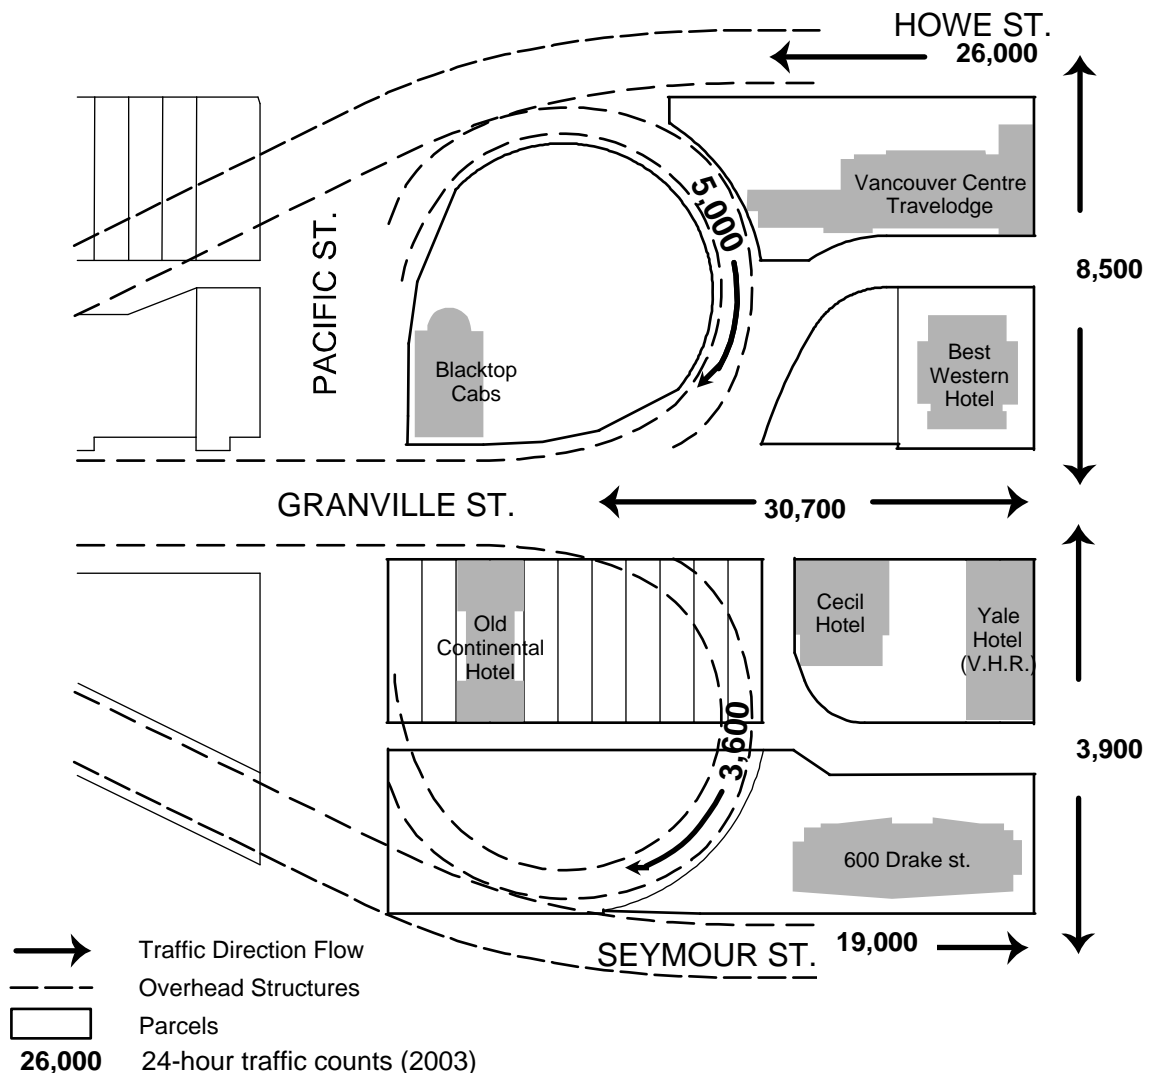 HOWE ST.
26,000
5,000
Vancouver Centre
Travelodge
PACIFIC ST.
8,500
Blacktop
Cabs
Best
Western
Hotel
GRANVILLE ST.
30,700
Old
Continental
Hotel
Cecil
Hotel
Yale
Hotel
(V.H.R.)
3,600
3,900
600 Drake st.
SEYMOUR ST.
19,000
Traffic Direction Flow
Overhead Structures
Parcels
26,000 24-hour traffic counts (2003)